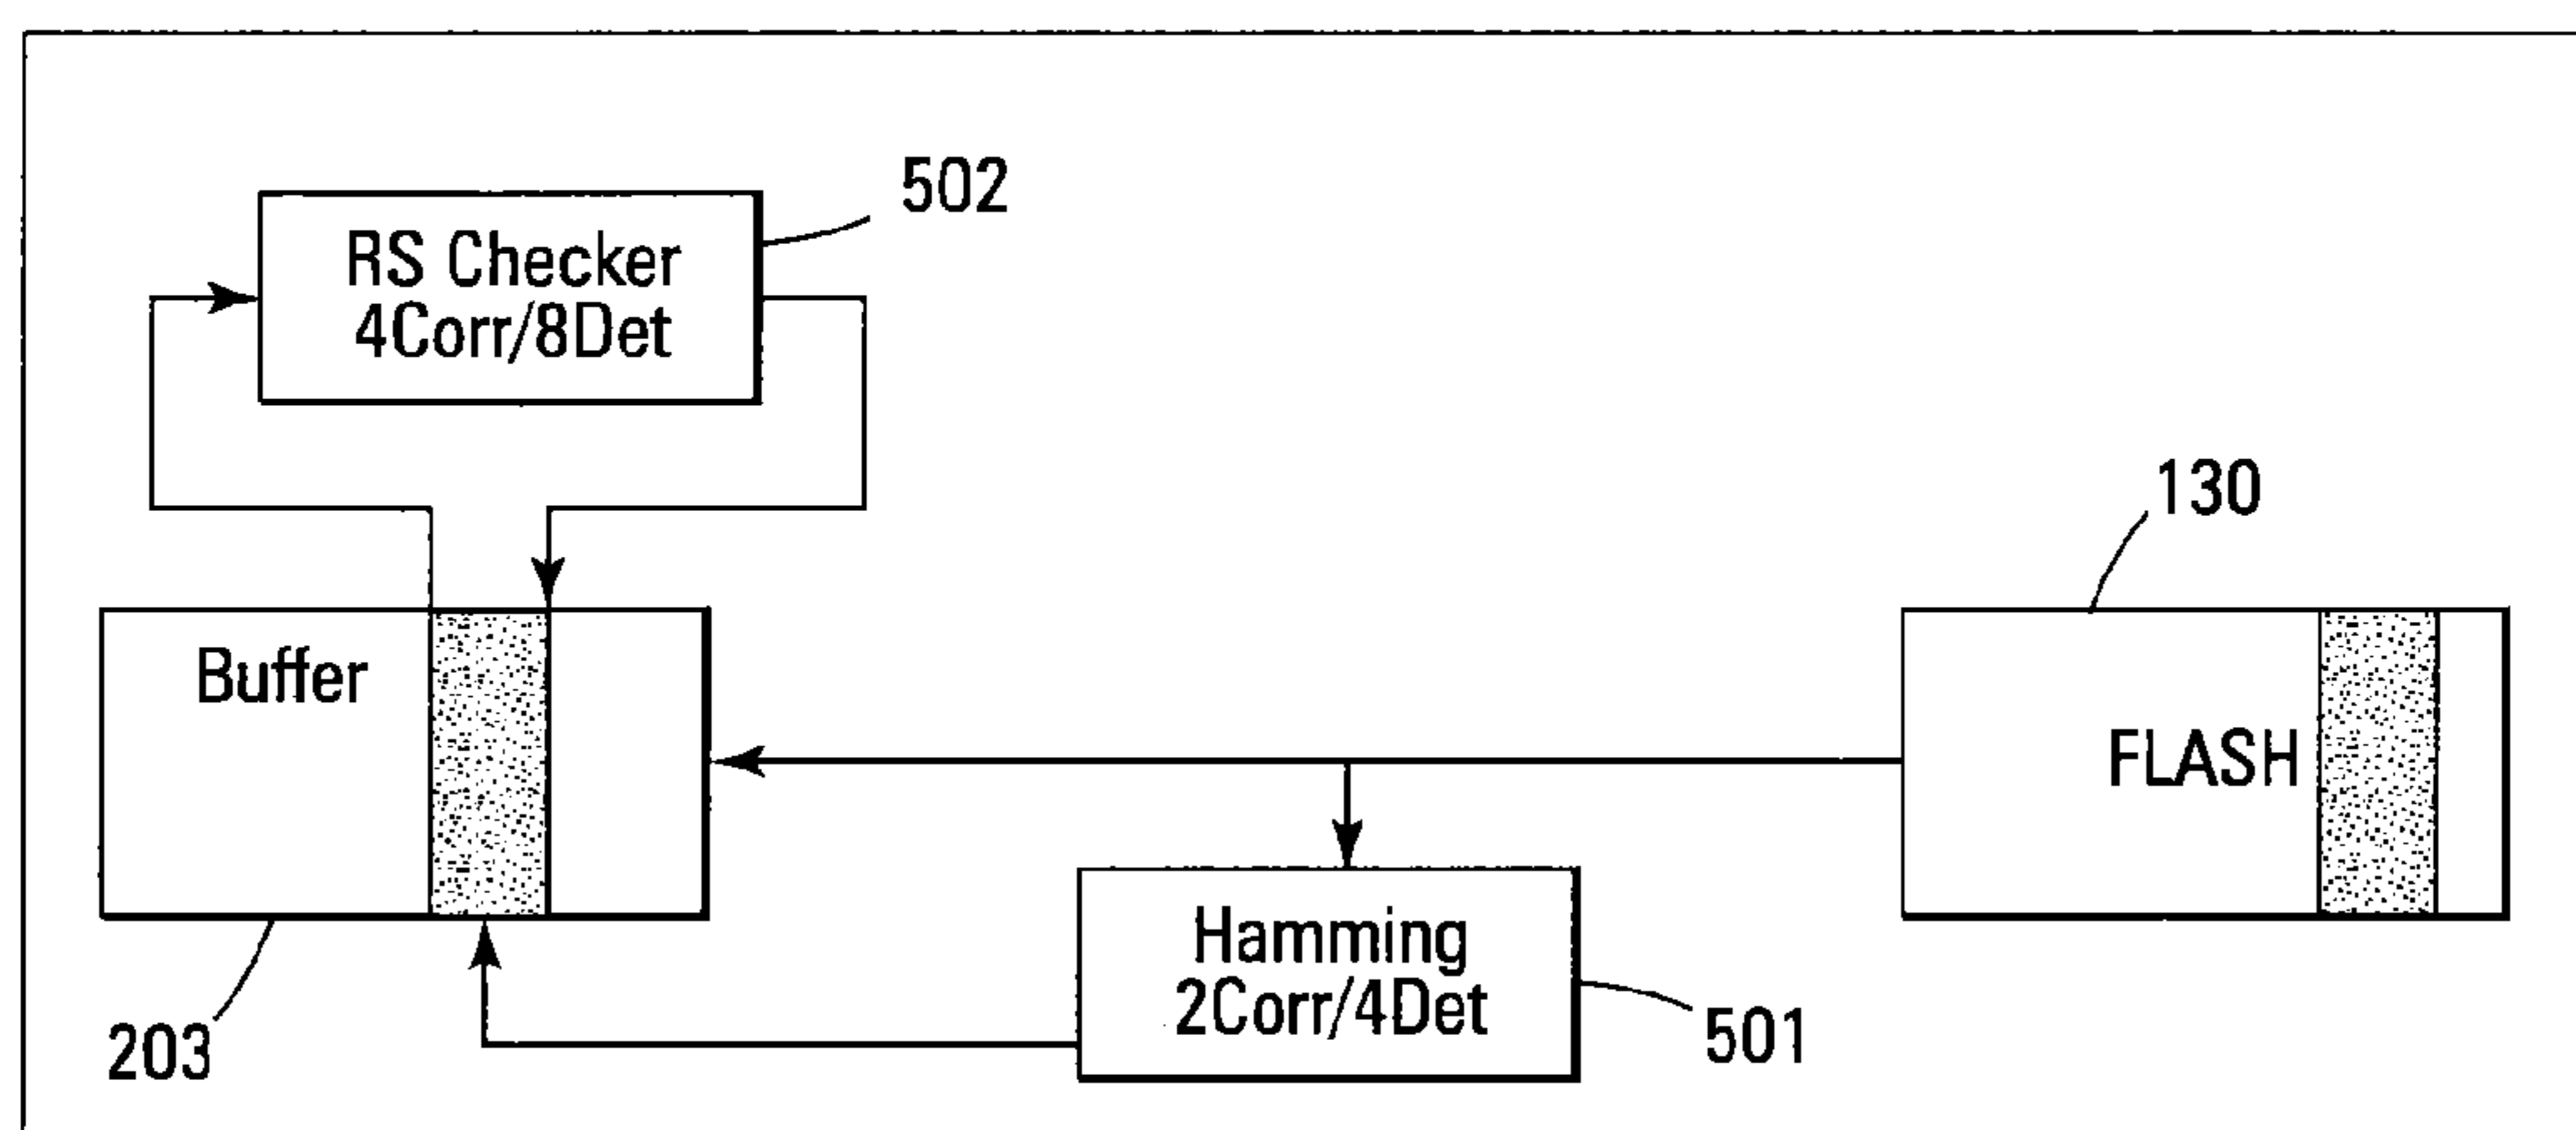 502
RS Checker
4Corr/8Det
130
Buffer
FLASH
Hamming
2Corr/4Det
501
203